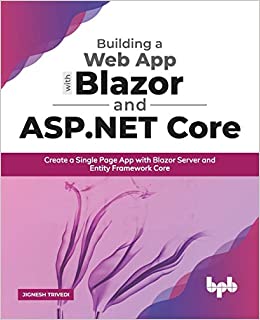 Building a
Web App
with Blazor
and
ASP.NET Core
Create a Single Page App with Blazor Server and
Entity Framework Core
JIGNESH TRIVEDI
bpb